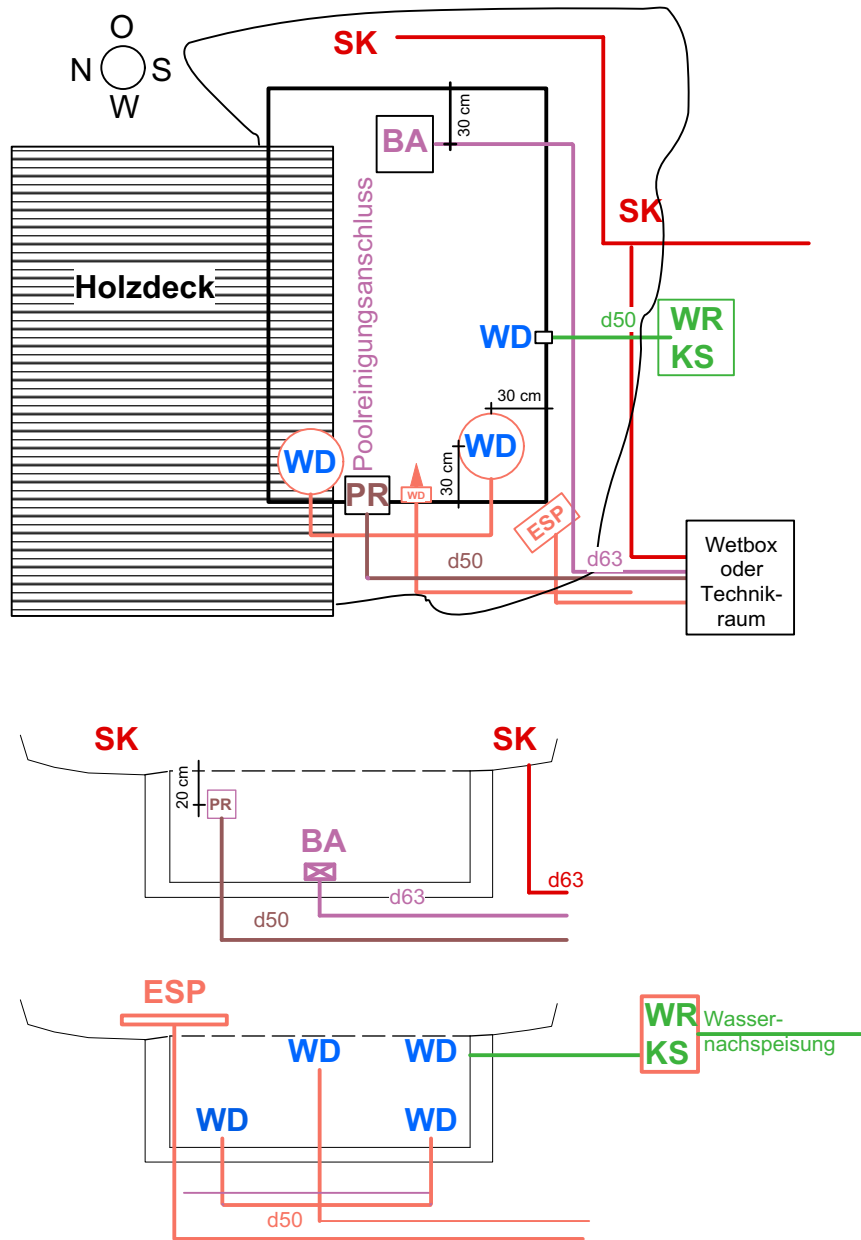 O
N S
W
SK
30 cm
BA
Poolreinigungsanschluss
SK
Holzdeck
d50
WR
KS
WD
30 cm
WD
WD
30 cm
PR
WD
ESP
d50
d63
Wetbox
oder
Technik-
raum
SK
SK
20 cm
PR
BA
d63
d63
d50
ESP
WR
KS
Wasser-
nachspeisung
WD
WD
WD
WD
d50